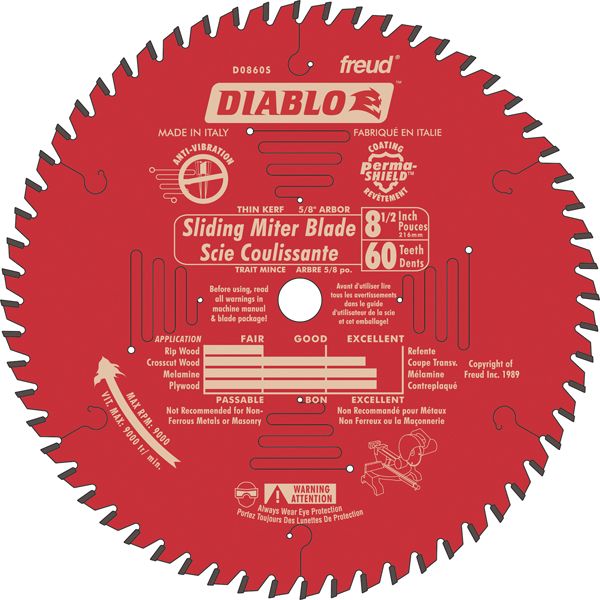 D0860S
freud®
DIABLO™
MADE IN ITALY
FABRIQUÉ EN ITALIE
ANTI-VIBRATION
COATING
perma-SHIELD™
REVÊTEMENT
THIN KERF 5/8" ARBOR
Sliding Miter Blade
Scie Coulissante
TRAIT MINCE ARBRE 5/8 po.
8 1/2 Inch
Pouces
216mm
60 Teeth
Dents
Before using, read
all warnings in
machine manual
& blade package!
Avant d'utiliser lire
tous les avertissements
dans le guide
d'utilisateur de la scie
et cet emballage!
APPLICATION FAIR GOOD EXCELLENT
Rip Wood Refente
Crosscut Wood Coupe Transv.
Melamine Mélamine
Plywood Contreplaqué
PASSABLE BON EXCELLENT
Not Recommended for Non-
Ferrous Metals or Masonry
Non Recommandé pour Métaux
Non Ferreux ou la Maçonnerie
Copyright of
Freud Inc. 1989
MAX RPM: 9000
VIT. MAX: 9000 tr/ min.
WARNING
ATTENTION
Always Wear Eye Protection
Portez Toujours Des Lunettes De Protection